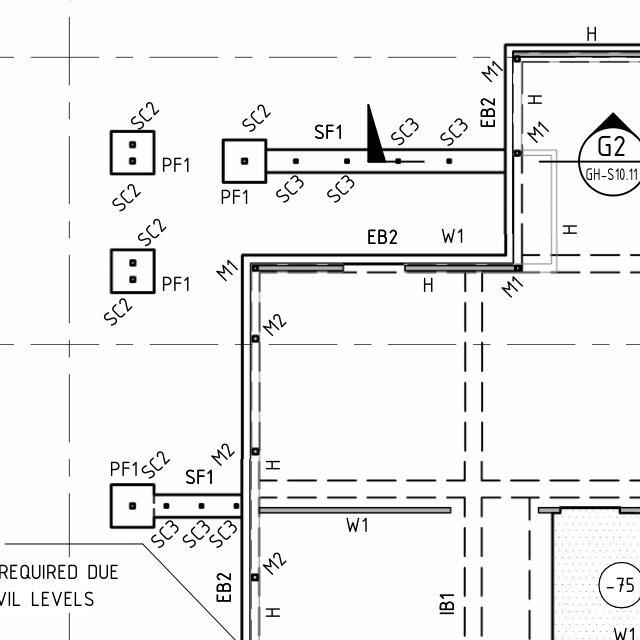 H
M1
EB2
H
SC2
SC2
SF1
SC3
SC3
M1
G2
GH-S10.11
PF1
SC2
PF1
SC3
SC3
SC2
EB2
W1
H
M1
PF1
SC2
H
M1
M2
PF1
SC2
SF1
M2
H
SC3
SC3
SC3
W1
REQUIRED DUE
VIL LEVELS
EB2
M2
H
IB1
-75
W1